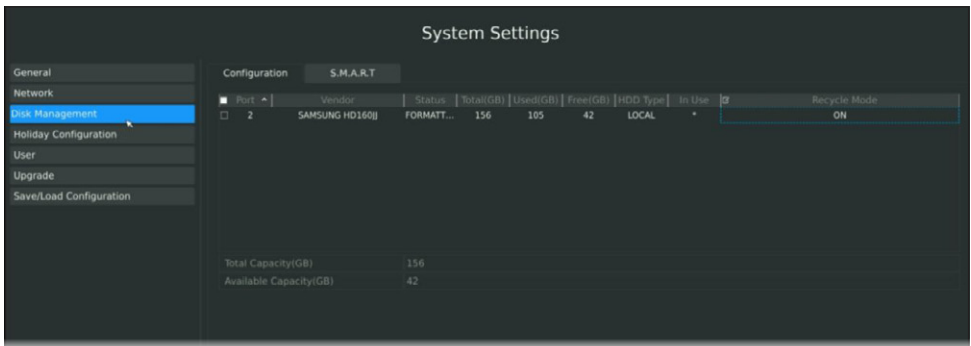 System Settings
General
Network
Disk Management
Holiday Configuration
User
Upgrade
Save/Load Configuration
Configuration S.M.A.R.T
Port Vendor Status Total(GB) Used(GB) Free(GB) HDD Type In Use Recycle Mode
2 SAMSUNG HD160JJ FORMATT... 156 105 42 LOCAL * ON
Total Capacity(GB) 156
Available Capacity(GB) 42